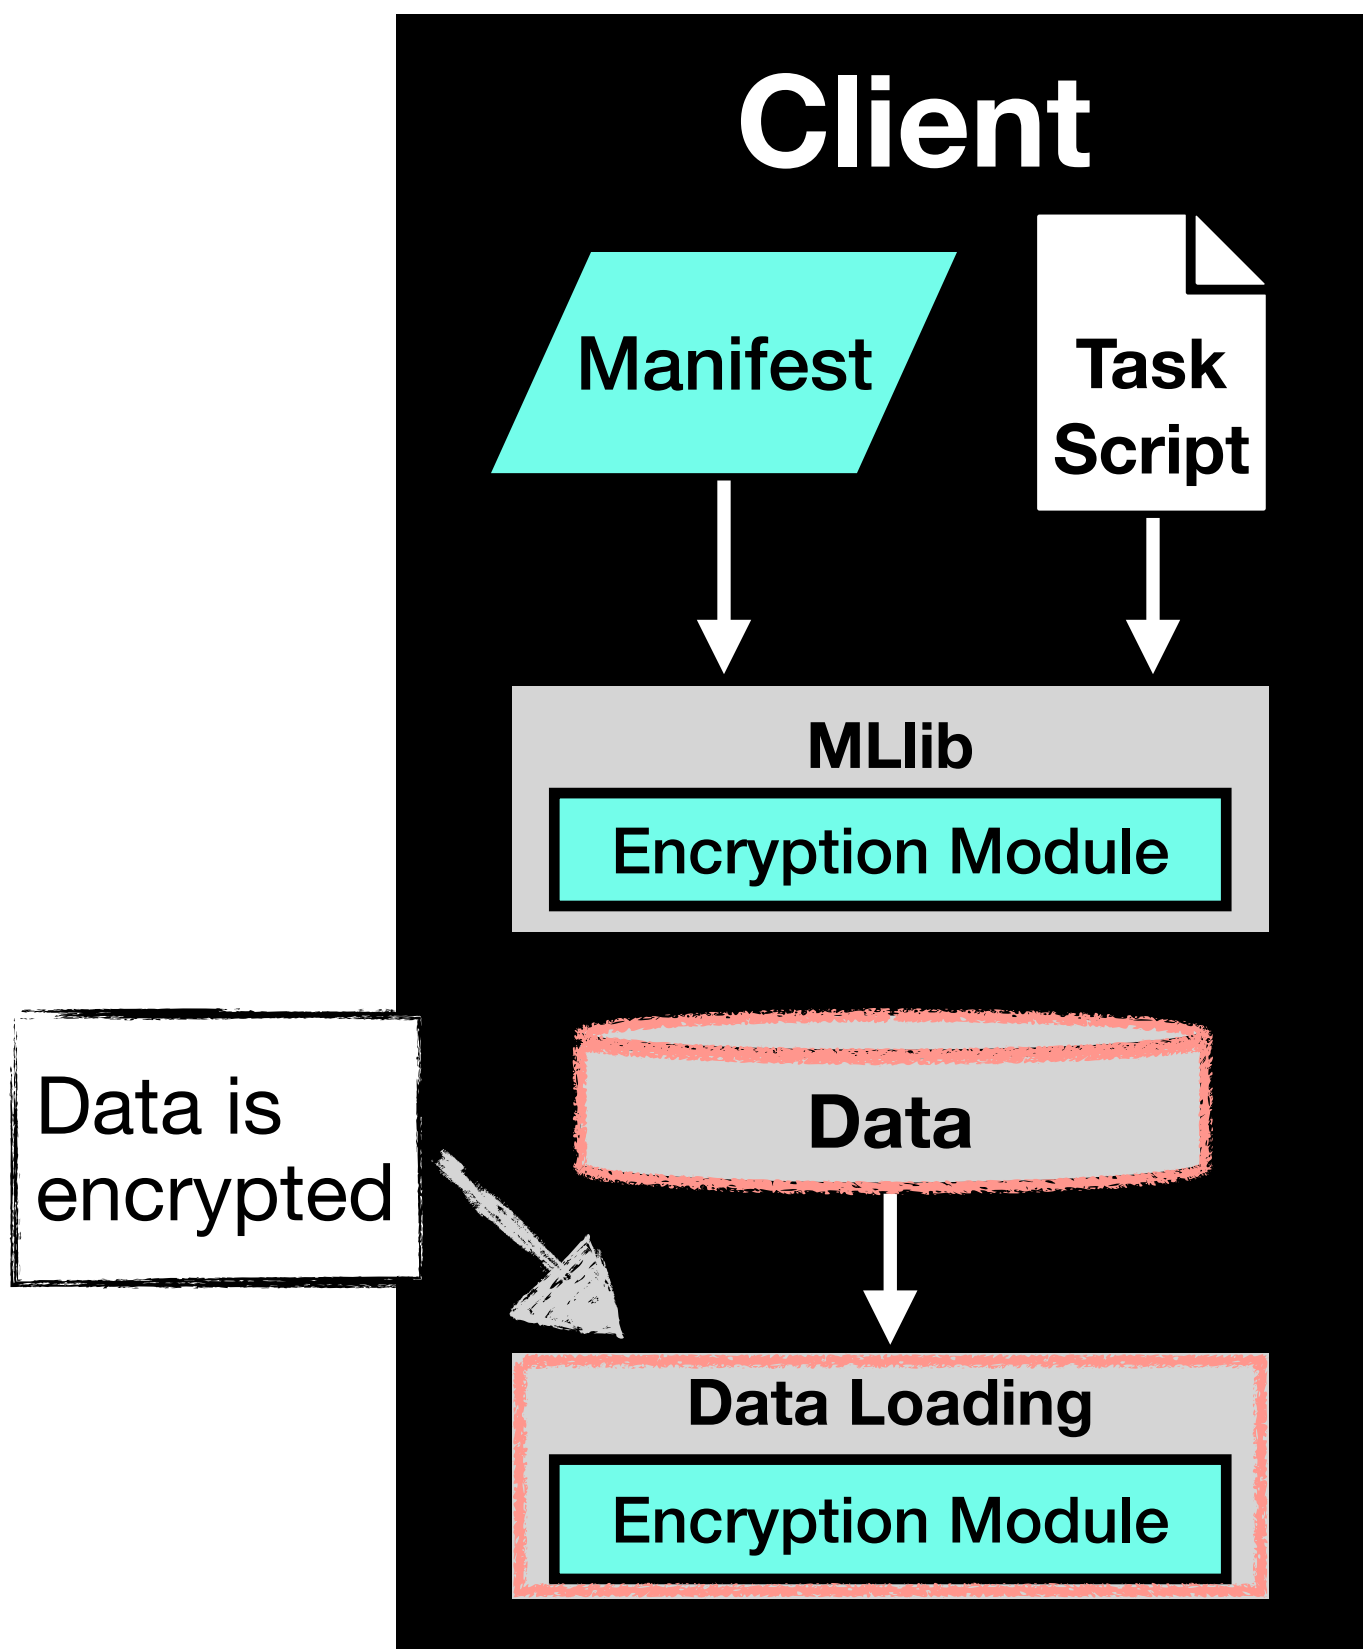 Client
Manifest
Task
Script
MLlib
Encryption Module
Data is
encrypted
Data
Data Loading
Encryption Module